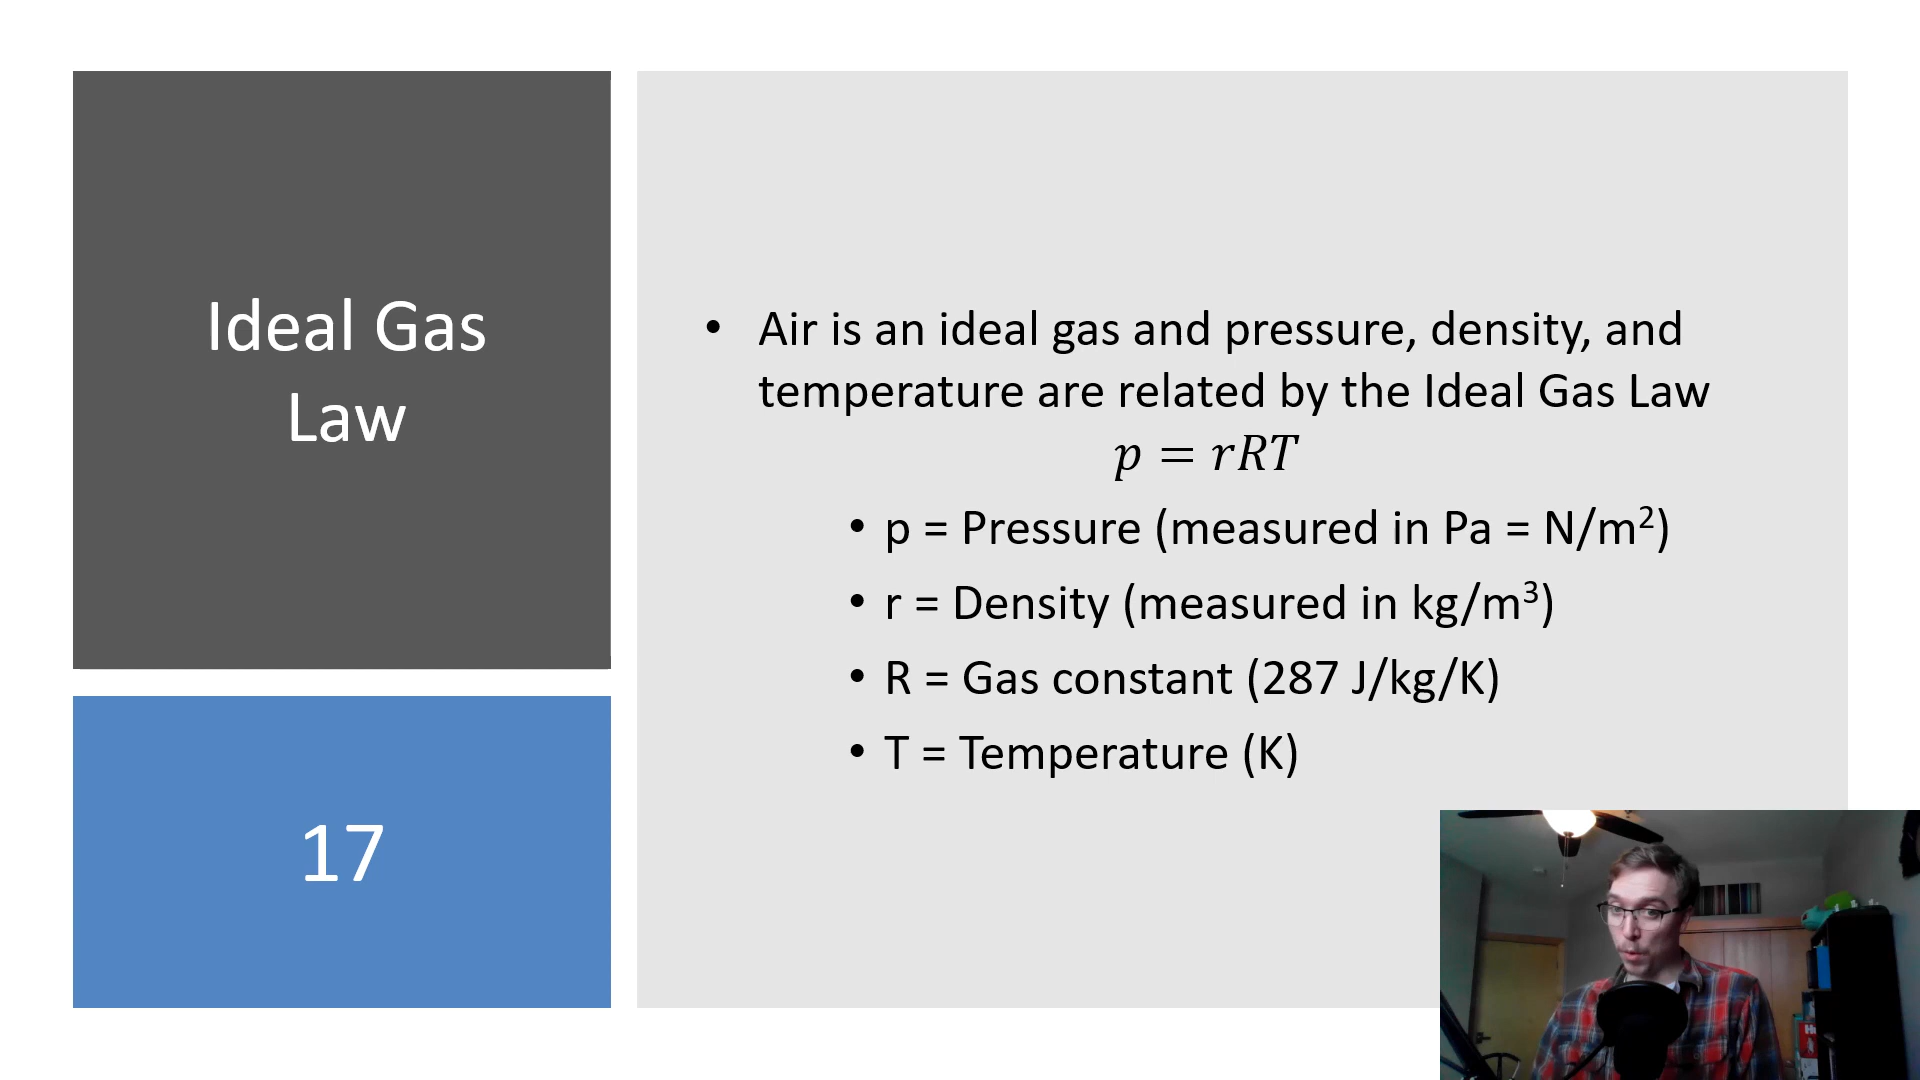 Ideal Gas
Law
17
• Air is an ideal gas and pressure, density, and
temperature are related by the Ideal Gas Law
p = rRT
• p = Pressure (measured in Pa = N/m²)
• r = Density (measured in kg/m³)
• R = Gas constant (287 J/kg/K)
• T = Temperature (K)